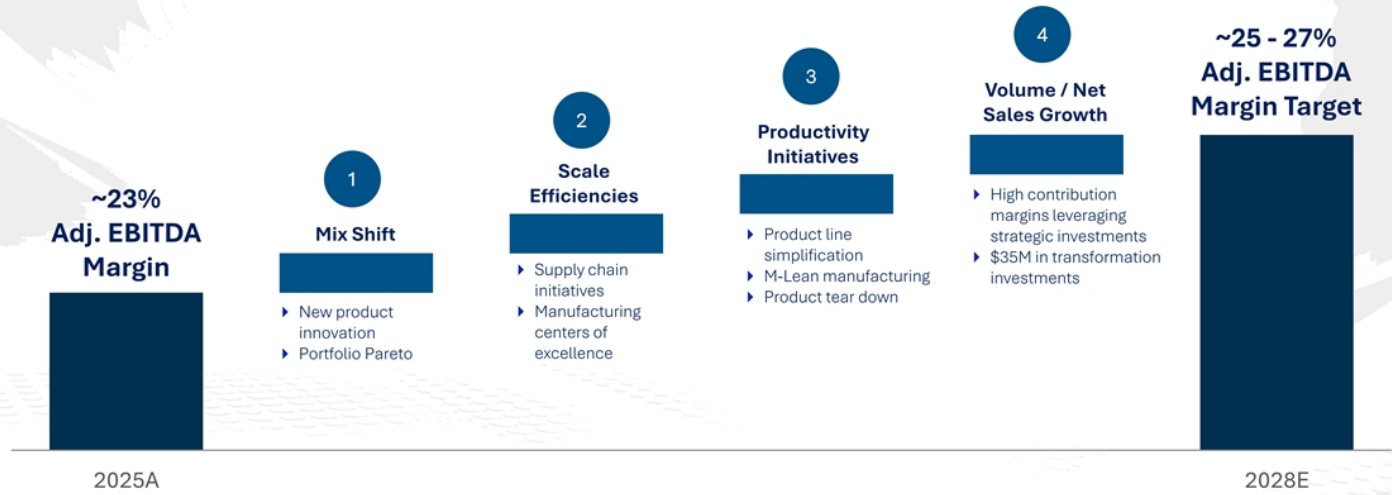 ~23%
Adj. EBITDA
Margin
2025A
1
Mix Shift
New product
innovation
Portfolio Pareto
2
Scale
Efficiencies
Supply chain
initiatives
Manufacturing
centers of
excellence
3
Productivity
Initiatives
Product line
simplification
M-Lean manufacturing
Product tear down
4
Volume / Net
Sales Growth
High contribution
margins leveraging
strategic investments
$35M in transformation
investments
~25 - 27%
Adj. EBITDA
Margin Target
2028E